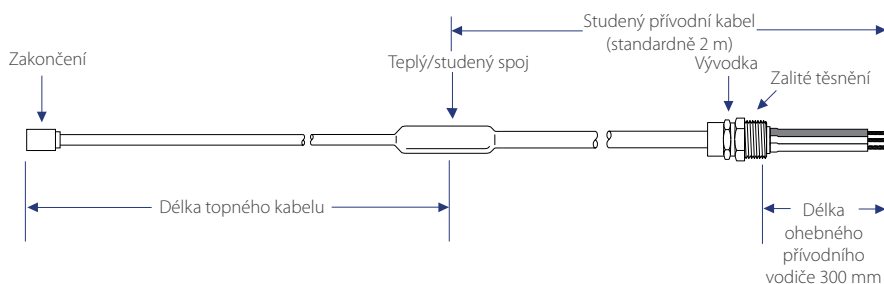 Studený přívodní kabel
(standardně 2 m)
Zakončení
Teplý/studený spoj
Vývodka
Zalité těsnění
Délka topného kabelu
Délka
ohebného
přívodního
vodiče 300 mm